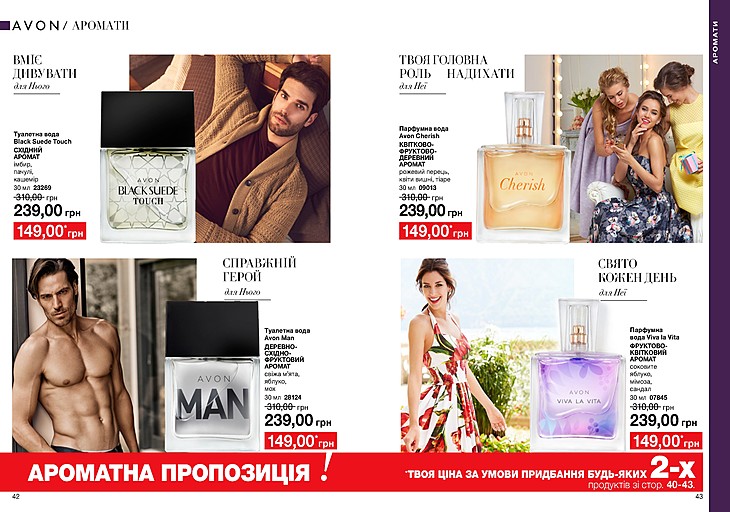 AVON / АРОМАТИ
ВМІЄ
ДИВУВАТИ
для Нього
Туалетна вода
Black Suede Touch
СХІДНИЙ
АРОМАТ
імбир,
пачулі,
кашемір
30 мл 23269
310,00 грн
239,00 грн
149,00* грн
AVON
BLACK SUEDE
TOUCH
ТВОЯ ГОЛОВНА
РОЛЬ НАДИХАТИ
для Неї
Парфумна вода
Avon Cherish
КВІТКОВО-
ФРУКТОВО-
ДЕРЕВНИЙ
АРОМАТ
рожевий перець,
квіти вишні, тіаре
30 мл 09013
310,00 грн
239,00 грн
149,00* грн
AVON
Cherish
АРОМАТИ
СПРАВЖНІЙ
ГЕРОЙ
для Нього
AVON
MAN
Туалетна вода
Avon Man
ДЕРЕВНО-
СХІДНО-
ФРУКТОВИЙ
АРОМАТ
свіжа м'ята,
яблуко,
мох
30 мл 28124
310,00 грн
239,00 грн
149,00* грн
СВЯТО
КОЖЕН ДЕНЬ
для Неї
AVON
VIVA LA VITA
Парфумна
вода Viva la Vita
ФРУКТОВО-
КВІТКОВИЙ
АРОМАТ
соковите
яблуко,
мімоза,
сандал
30 мл 07845
310,00 грн
239,00 грн
149,00* грн
АРОМАТНА ПРОПОЗИЦІЯ !
*ТВОЯ ЦІНА ЗА УМОВИ ПРИДБАННЯ БУДЬ-ЯКИХ 2-х
продуктів зі стор. 40-43.
42
43